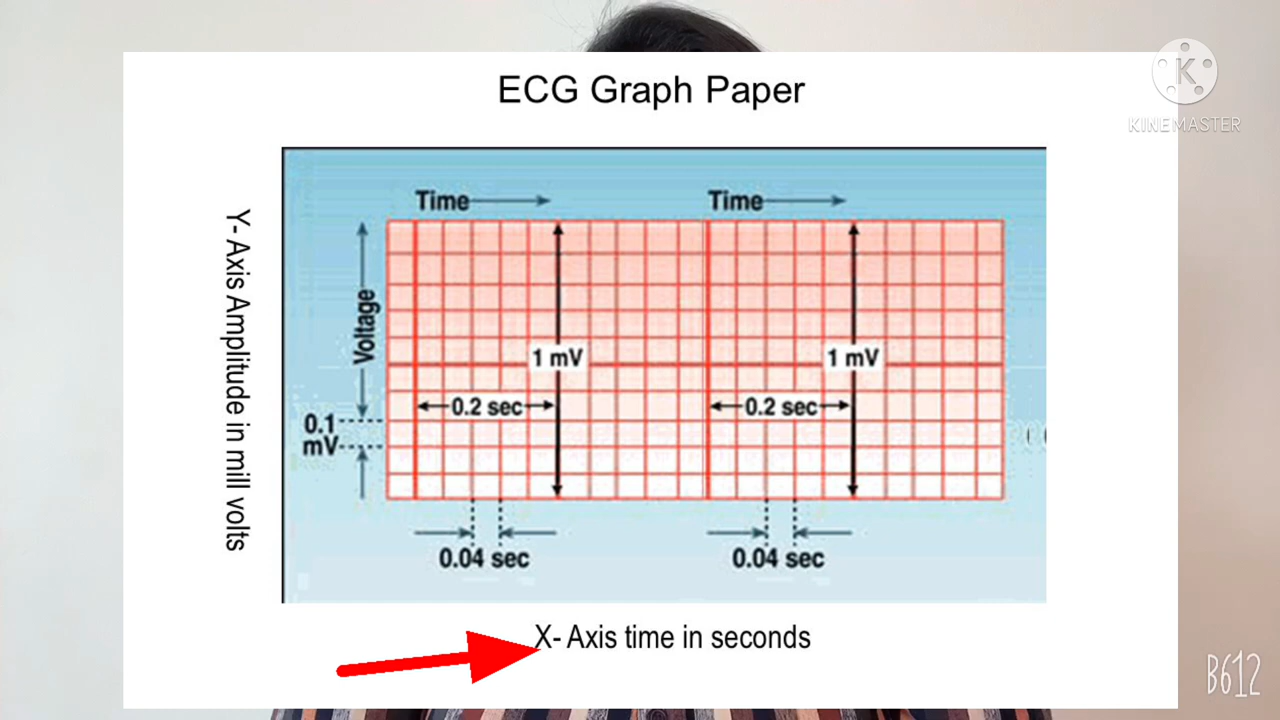 ECG Graph Paper
K
KINEMASTER
Time
Time
Y- Axis Amplitude in mill volts
Voltage
1 mV
1 mV
0.2 sec
0.2 sec
0.1
mV
0.04 sec
0.04 sec
X- Axis time in seconds
B612